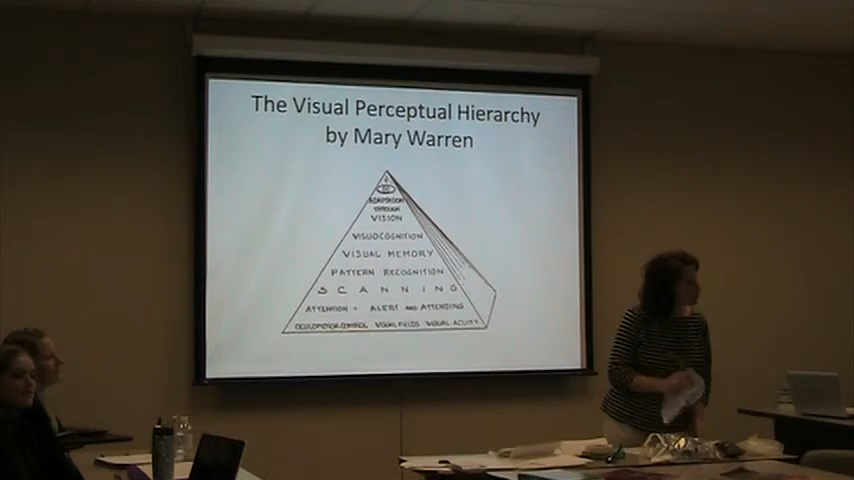 The Visual Perceptual Hierarchy
by Mary Warren
ADAPTATION
THROUGH
VISION
VISUOCOGNITION
VISUAL MEMORY
PATTERN RECOGNITION
SCANNING
ATTENTION - ALERT AND ATTENDING
OCULOMOTOR CONTROL VISUAL FIELDS VISUAL ACUITY